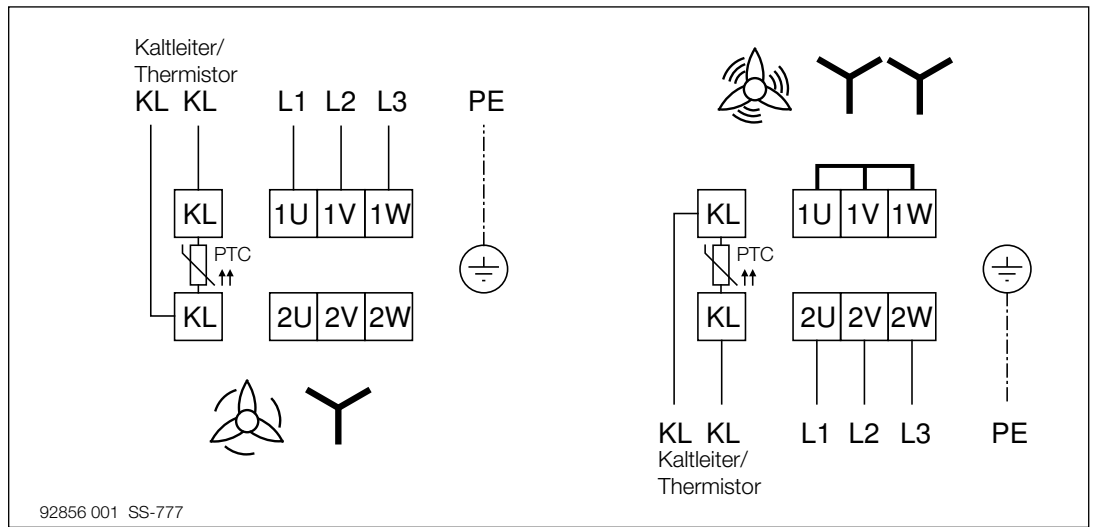 Kaltleiter/
Thermistor
KL KL L1 L2 L3 PE
KL 1U 1V 1W
PTC
KL 2U 2V 2W
KL 1U 1V 1W
PTC
KL 2U 2V 2W
KL KL L1 L2 L3 PE
Kaltleiter/
Thermistor
92856 001 SS-777